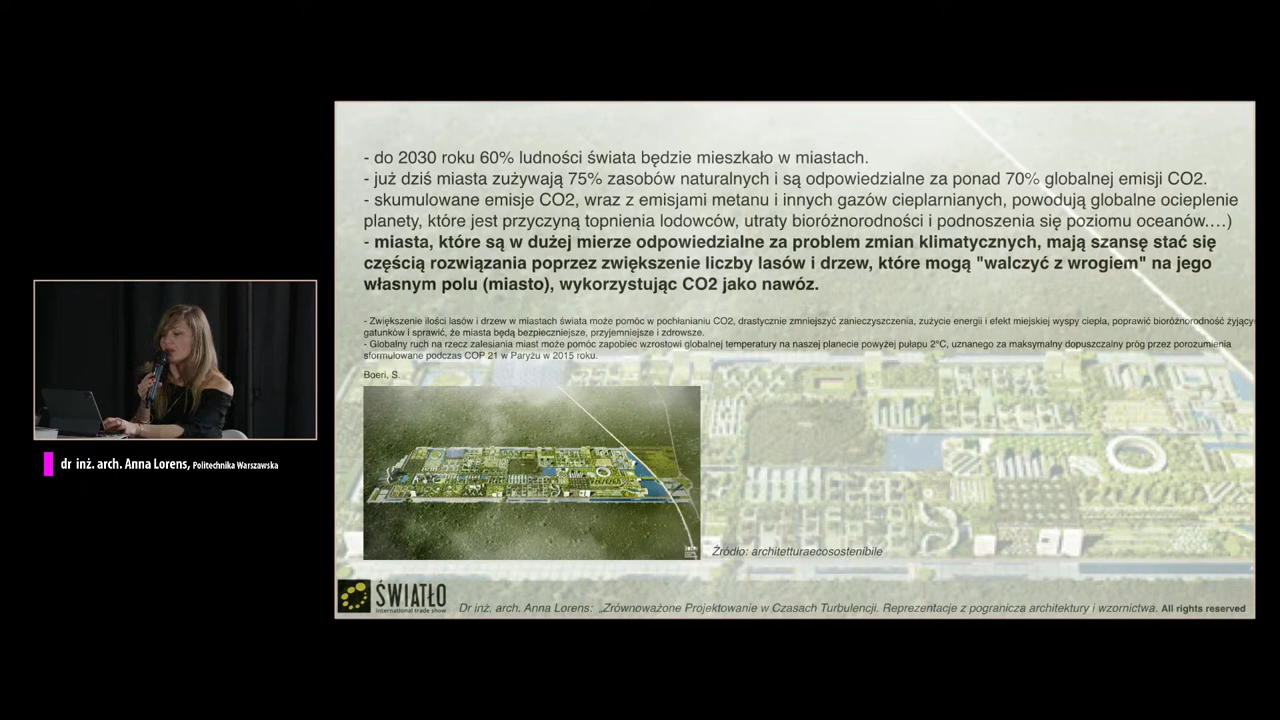 - do 2030 roku 60% ludności świata będzie mieszkało w miastach.
- już dziś miasta zużywają 75% zasobów naturalnych i są odpowiedzialne za ponad 70% globalnej emisji CO2.
- skumulowane emisje CO2, wraz z emisjami metanu i innych gazów cieplarnianych, powodują globalne ocieplenie
planety, które jest przyczyną topnienia lodowców, utraty bioróżnorodności i podnoszenia się poziomu oceanów....)
- miasta, które są w dużej mierze odpowiedzialne za problem zmian klimatycznych, mają szansę stać się
częścią rozwiązania poprzez zwiększenie liczby lasów i drzew, które mogą "walczyć z wrogiem" na jego
własnym polu (miasto), wykorzystując CO2 jako nawóz.
- Zwiększenie ilości lasów i drzew w miastach świata może pomóc w pochłanianiu CO2, drastycznie zmniejszyć zanieczyszczenia, zużycie energii i efekt miejskiej wyspy ciepła, poprawić bioróżnorodność żyjący
gatunków i sprawić, że miasta będą bezpieczniejsze, przyjemniejsze i zdrowsze.
- Globalny ruch na rzecz zalesiania miast może pomóc zapobiec wzrostowi globalnej temperatury na naszej planecie powyżej pułapu 2°C, uznanego za maksymalny dopuszczalny próg przez porozumienia
sformułowane podczas COP 21 w Paryżu w 2015 roku.
Boeri, S.
Źródło: architetturaecosostenibile
ŚWIATŁO
international trade show
Dr inż. arch. Anna Lorens: „Zrównoważone Projektowanie w Czasach Turbulencji. Reprezentacje z pogranicza architektury i wzornictwa. All rights reserved
dr inż. arch. Anna Lorens, Politechnika Warszawska